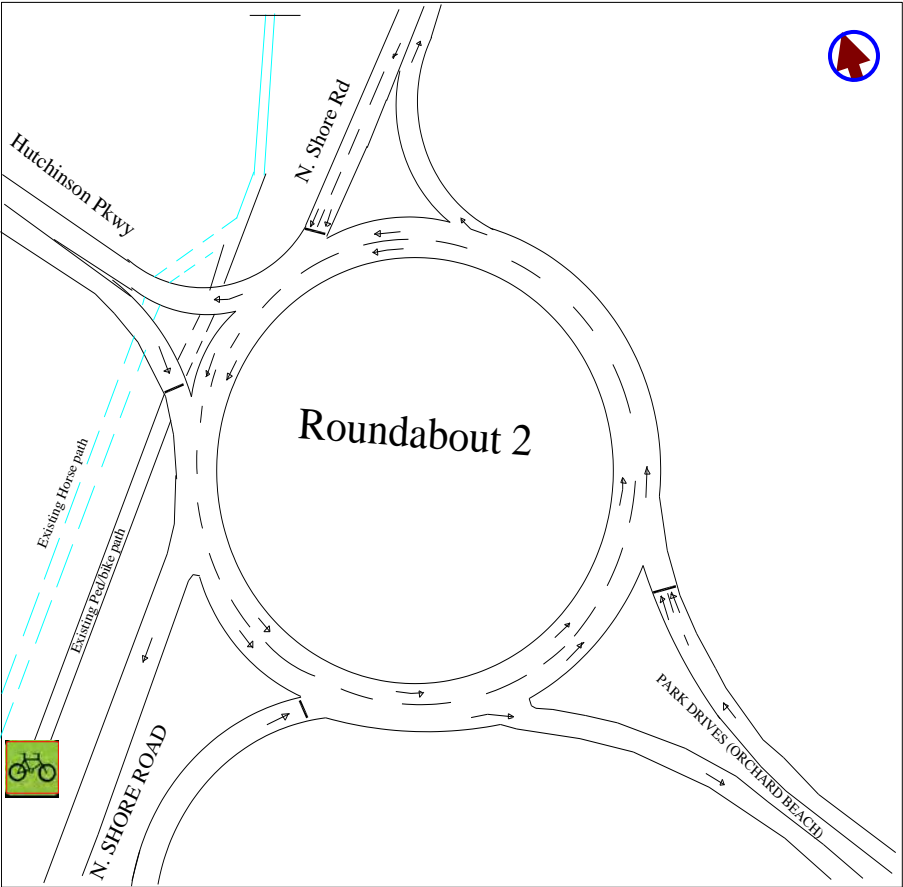 N. Shore Rd
Hutchinson Pkwy
Roundabout 2
Existing Horse path
Existing Ped/bike path
PARK DRIVES (ORCHARD BEACH)
N. SHORE ROAD